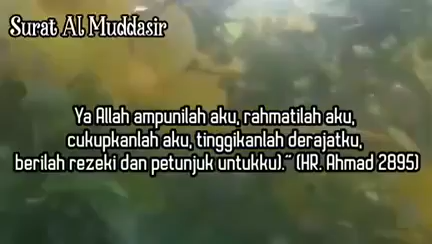 Surat Al Muddasir
Ya Allah ampunilah aku, rahmatilah aku,
cukupkanlah aku, tinggikanlah derajatku,
berilah rezeki dan petunjuk untukku).” (HR. Ahmad 2895)